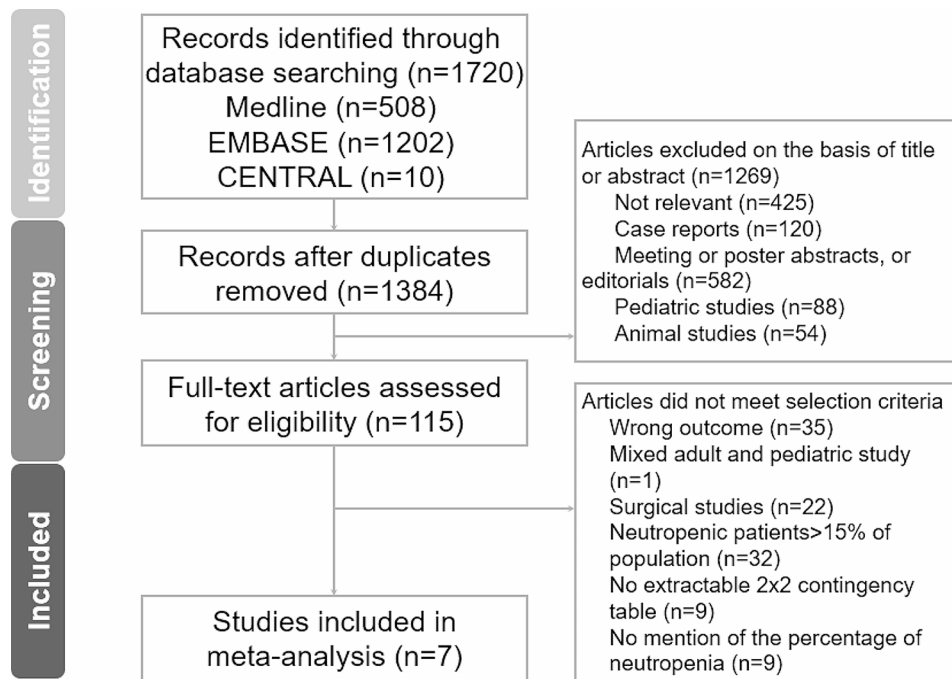 Identification
Records identified through
database searching (n=1720)
Medline (n=508)
EMBASE (n=1202)
CENTRAL (n=10)
Articles excluded on the basis of title
or abstract (n=1269)
Not relevant (n=425)
Case reports (n=120)
Meeting or poster abstracts, or
editorials (n=582)
Pediatric studies (n=88)
Animal studies (n=54)
Screening
Records after duplicates
removed (n=1384)
Full-text articles assessed
for eligibility (n=115)
Articles did not meet selection criteria
Wrong outcome (n=35)
Mixed adult and pediatric study
(n=1)
Surgical studies (n=22)
Neutropenic patients>15% of
population (n=32)
No extractable 2x2 contingency
table (n=9)
No mention of the percentage of
neutropenia (n=9)
Included
Studies included in
meta-analysis (n=7)